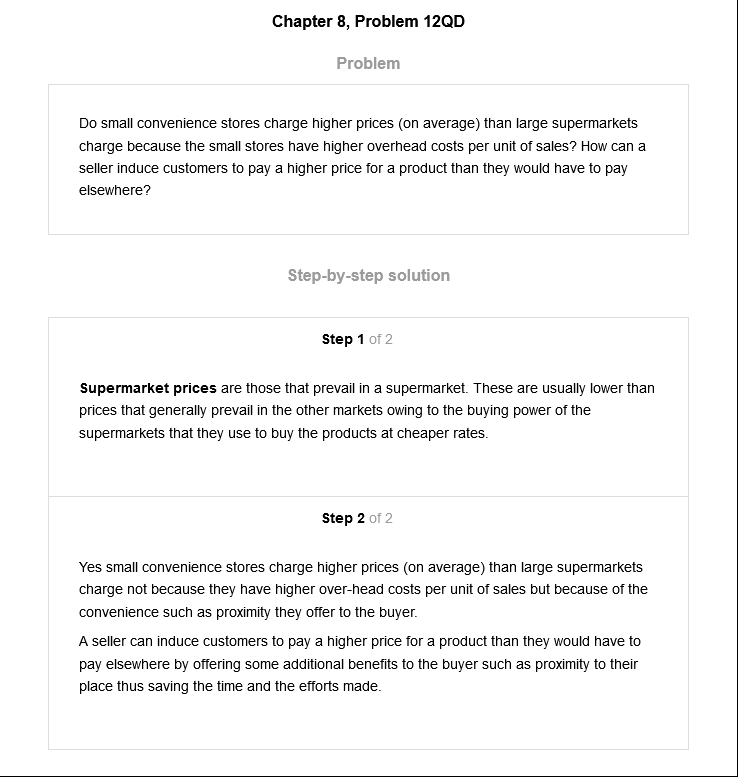 Chapter 8, Problem 12QD
Problem
Do small convenience stores charge higher prices (on average) than large supermarkets
charge because the small stores have higher overhead costs per unit of sales? How can a
seller induce customers to pay a higher price for a product than they would have to pay
elsewhere?
Step-by-step solution
Step 1 of 2
Supermarket prices are those that prevail in a supermarket. These are usually lower than
prices that generally prevail in the other markets owing to the buying power of the
supermarkets that they use to buy the products at cheaper rates.
Step 2 of 2
Yes small convenience stores charge higher prices (on average) than large supermarkets
charge not because they have higher over-head costs per unit of sales but because of the
convenience such as proximity they offer to the buyer.
A seller can induce customers to pay a higher price for a product than they would have to
pay elsewhere by offering some additional benefits to the buyer such as proximity to their
place thus saving the time and the efforts made.